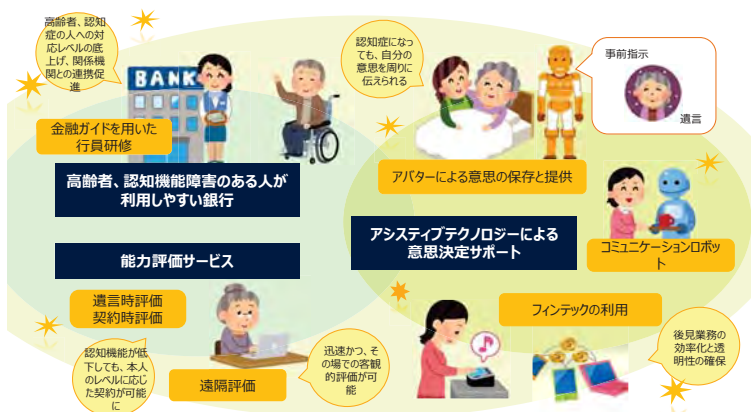 高齢者、認知
症の人への対
応レベルの底
上げ、関係機
関との連携促
進
BANK
金融ガイドを用いた
行員研修
高齢者、認知機能障害のある人が
利用しやすい銀行
能力評価サービス
遺言時評価
契約時評価
認知機能が低
下しても、本人
のレベルに応じ
た契約が可能
に
遠隔評価
迅速かつ、そ
の場での客観
的評価が可
能
認知症になっ
ても、自分の
意思を周りに
伝えられる
事前指示
遺言
アバターによる意思の保存と提供
アシスティブテクノロジーによる
意思決定サポート
コミュニケーションロボッ
ト
フィンテックの利用
後見業務の
効率化と透
明性の確保